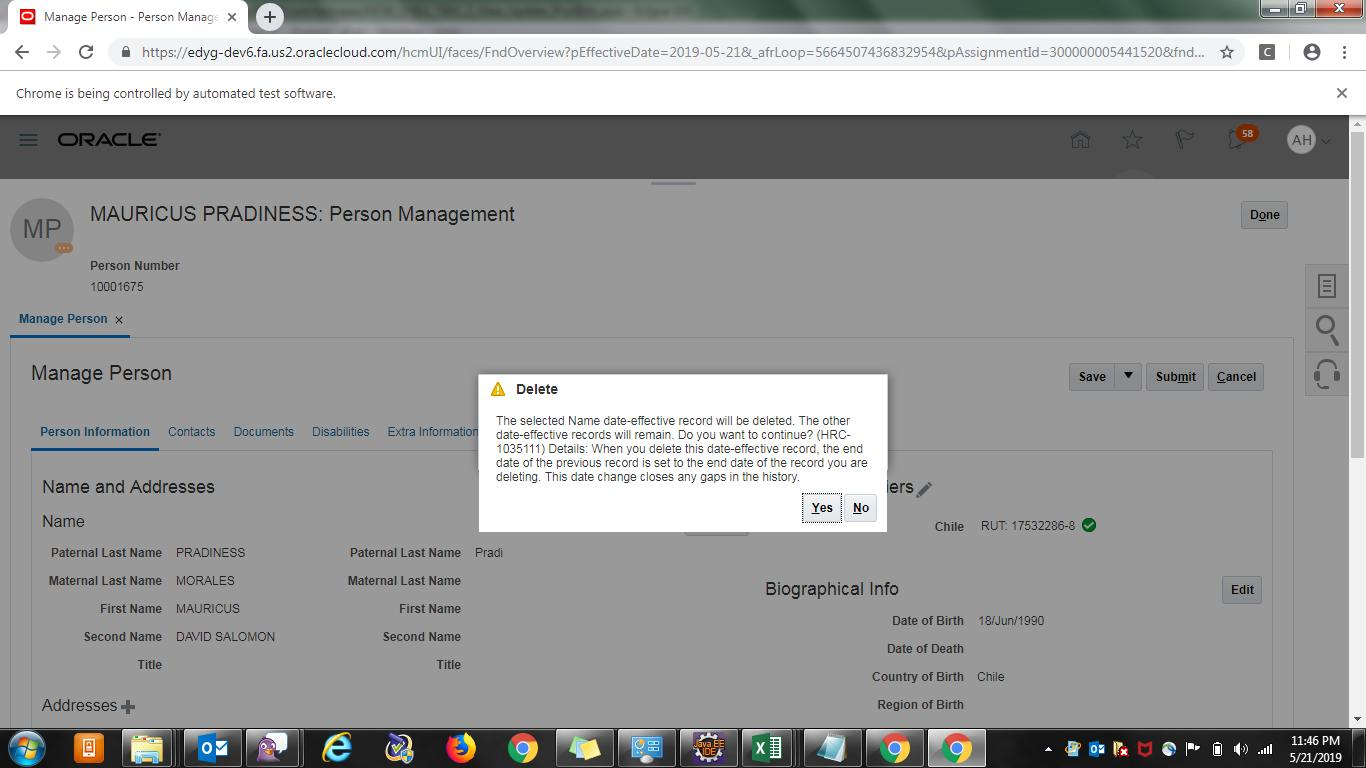 Manage Person - Person Manage
https://edyg-dev6.fa.us2.oraclecloud.com/hcmUI/faces/FndOverview?pEffectiveDate=2019-05-21&_afrLoop=5664507436832954&pAssignmentId=300000005441520&fnd...
C
Chrome is being controlled by automated test software.
ORACLE
58
AH
MP
MAURICUS PRADINESS: Person Management
Done
Person Number
10001675
Manage Person
Manage Person
Save
Submit
Cancel
Person Information
Contacts
Documents
Disabilities
Extra Information
Delete
The selected Name date-effective record will be deleted. The other
date-effective records will remain. Do you want to continue? (HRC-
1035111) Details: When you delete this date-effective record, the end
date of the previous record is set to the end date of the record you are
deleting. This date change closes any gaps in the history.
Yes
No
Name and Addresses
iers
Name
Chile RUT: 17532286-8
Paternal Last Name PRADINESS Paternal Last Name Pradi
Maternal Last Name MORALES Maternal Last Name
First Name MAURICUS First Name
Second Name DAVID SALOMON Second Name
Title Title
Addresses
Biographical Info
Edit
Date of Birth 18/Jun/1990
Date of Death
Country of Birth Chile
Region of Birth
Java EE
IDE
11:46 PM
5/21/2019